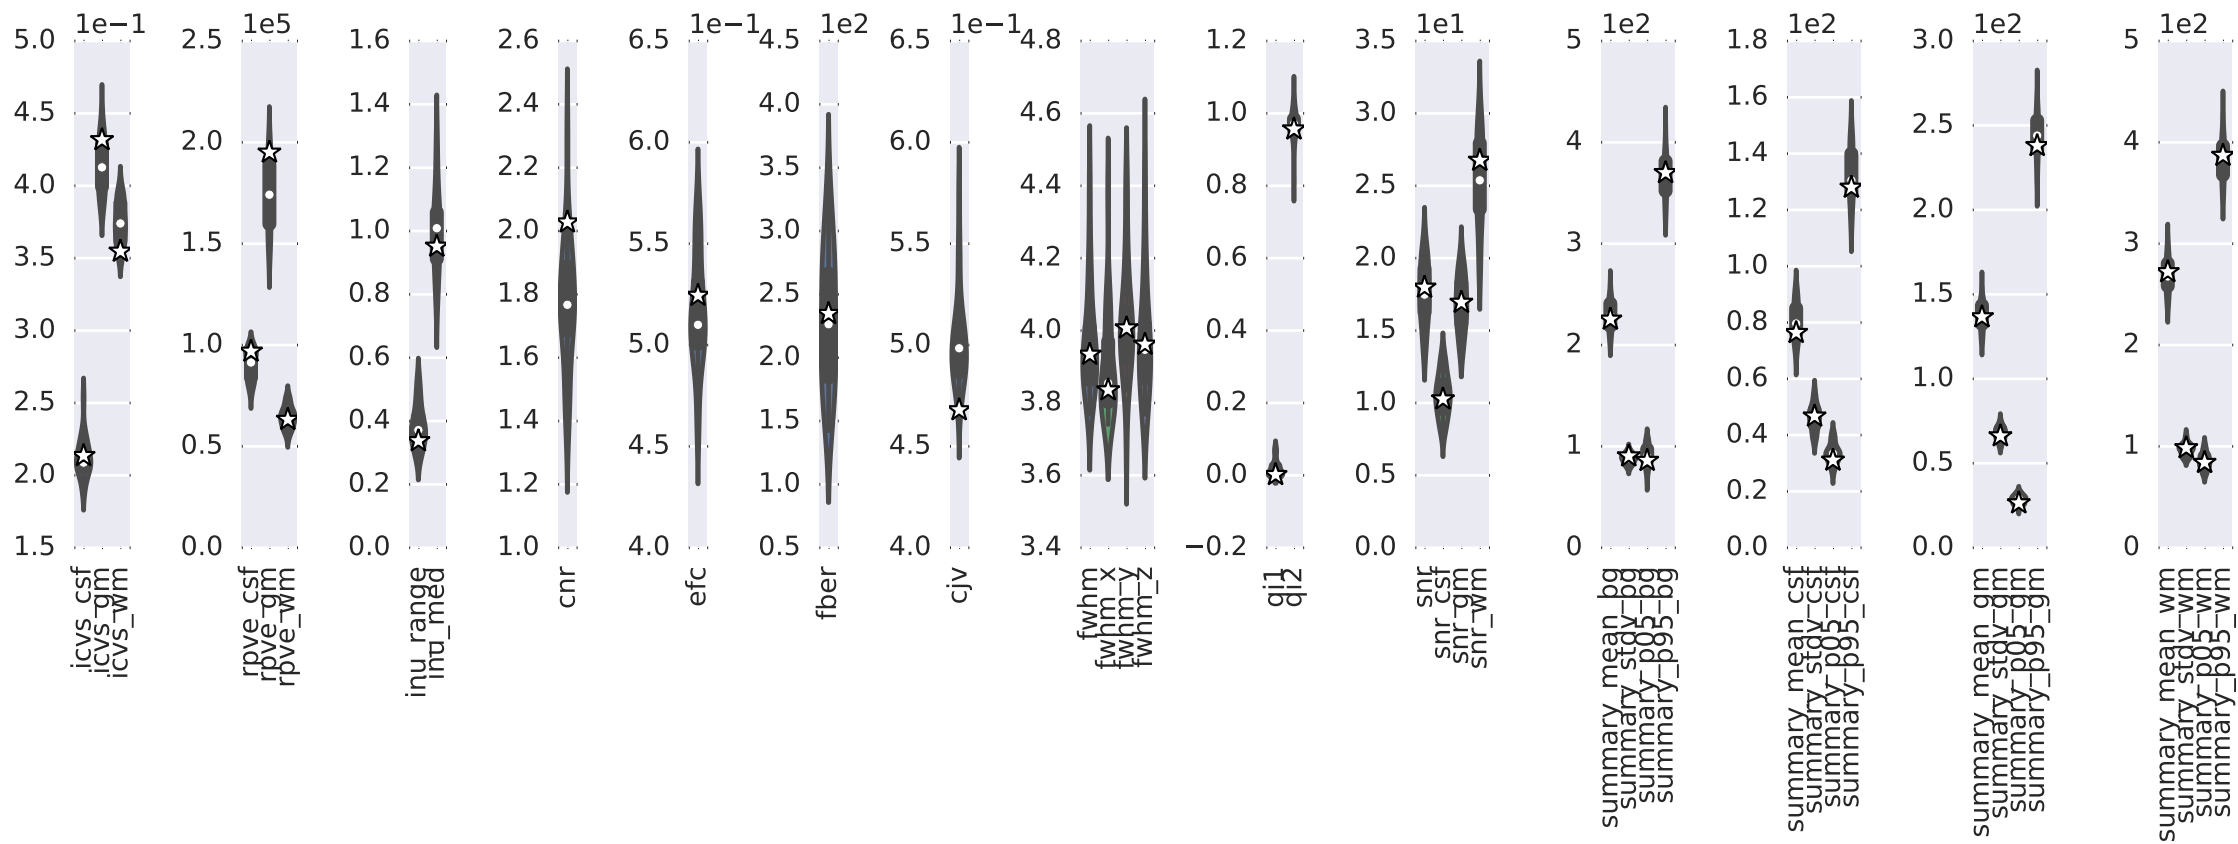 1e−1
5.0
4.5
4.0
3.5
3.0
2.5
2.0
1.5
icvs_csf
icvs_gm
icvs_wm
1e5
2.5
2.0
1.5
1.0
0.5
0.0
rpve_csf
rpve_gm
rpve_wm
1.6
1.4
1.2
1.0
0.8
0.6
0.4
0.2
0.0
inu_range
inu_med
2.6
2.4
2.2
2.0
1.8
1.6
1.4
1.2
1.0
cnr
1e−1
6.5
6.0
5.5
5.0
4.5
4.0
efc
1e2
4.5
4.0
3.5
3.0
2.5
2.0
1.5
1.0
0.5
fber
1e−1
6.5
6.0
5.5
5.0
4.5
4.0
cjv
4.8
4.6
4.4
4.2
4.0
3.8
3.6
3.4
fwhm
fwhm_x
fwhm_y
fwhm_z
1.2
1.0
0.8
0.6
0.4
0.2
0.0
−0.2
qi1
qi2
1e1
3.5
3.0
2.5
2.0
1.5
1.0
0.5
0.0
snr
snr_csf
snr_gm
snr_wm
1e2
5
4
3
2
1
0
summary_mean_bg
summary_stdv_bg
summary_p05_bg
summary_p95_bg
1e2
1.8
1.6
1.4
1.2
1.0
0.8
0.6
0.4
0.2
0.0
summary_mean_csf
summary_stdv_csf
summary_p05_csf
summary_p95_csf
1e2
3.0
2.5
2.0
1.5
1.0
0.5
0.0
summary_mean_gm
summary_stdv_gm
summary_p05_gm
summary_p95_gm
1e2
5
4
3
2
1
0
summary_mean_wm
summary_stdv_wm
summary_p05_wm
summary_p95_wm